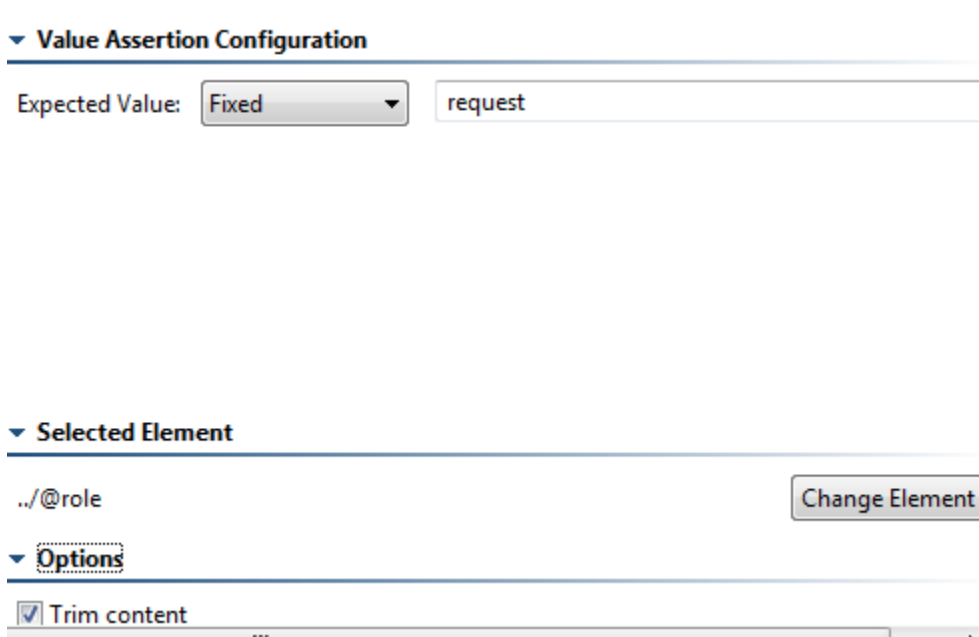 Value Assertion Configuration
Expected Value: Fixed request
Selected Element
../@role Change Element
Options
Trim content